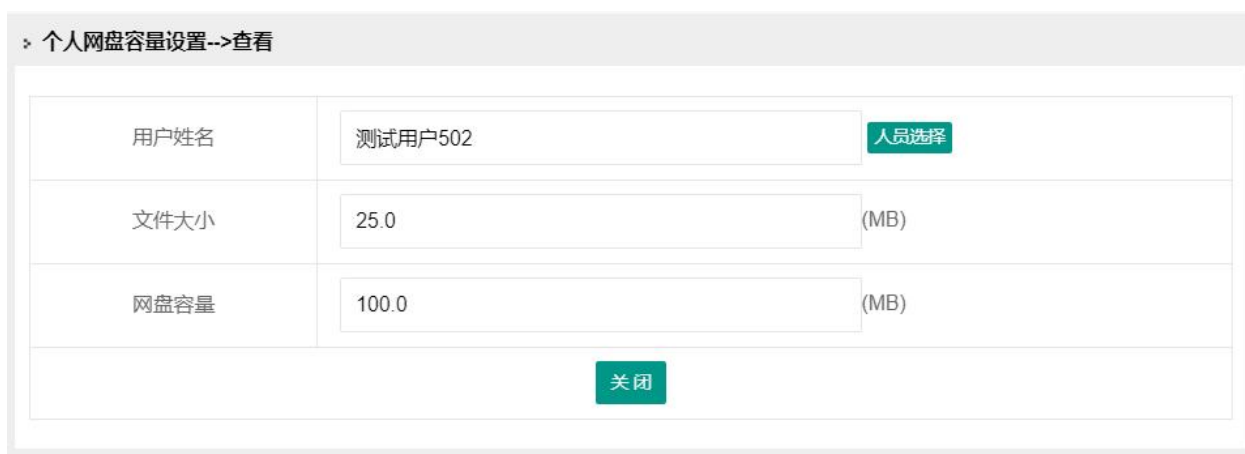 个人网盘容量设置-->查看
用户姓名 测试用户502 人员选择
文件大小 25.0 (MB)
网盘容量 100.0 (MB)
关闭